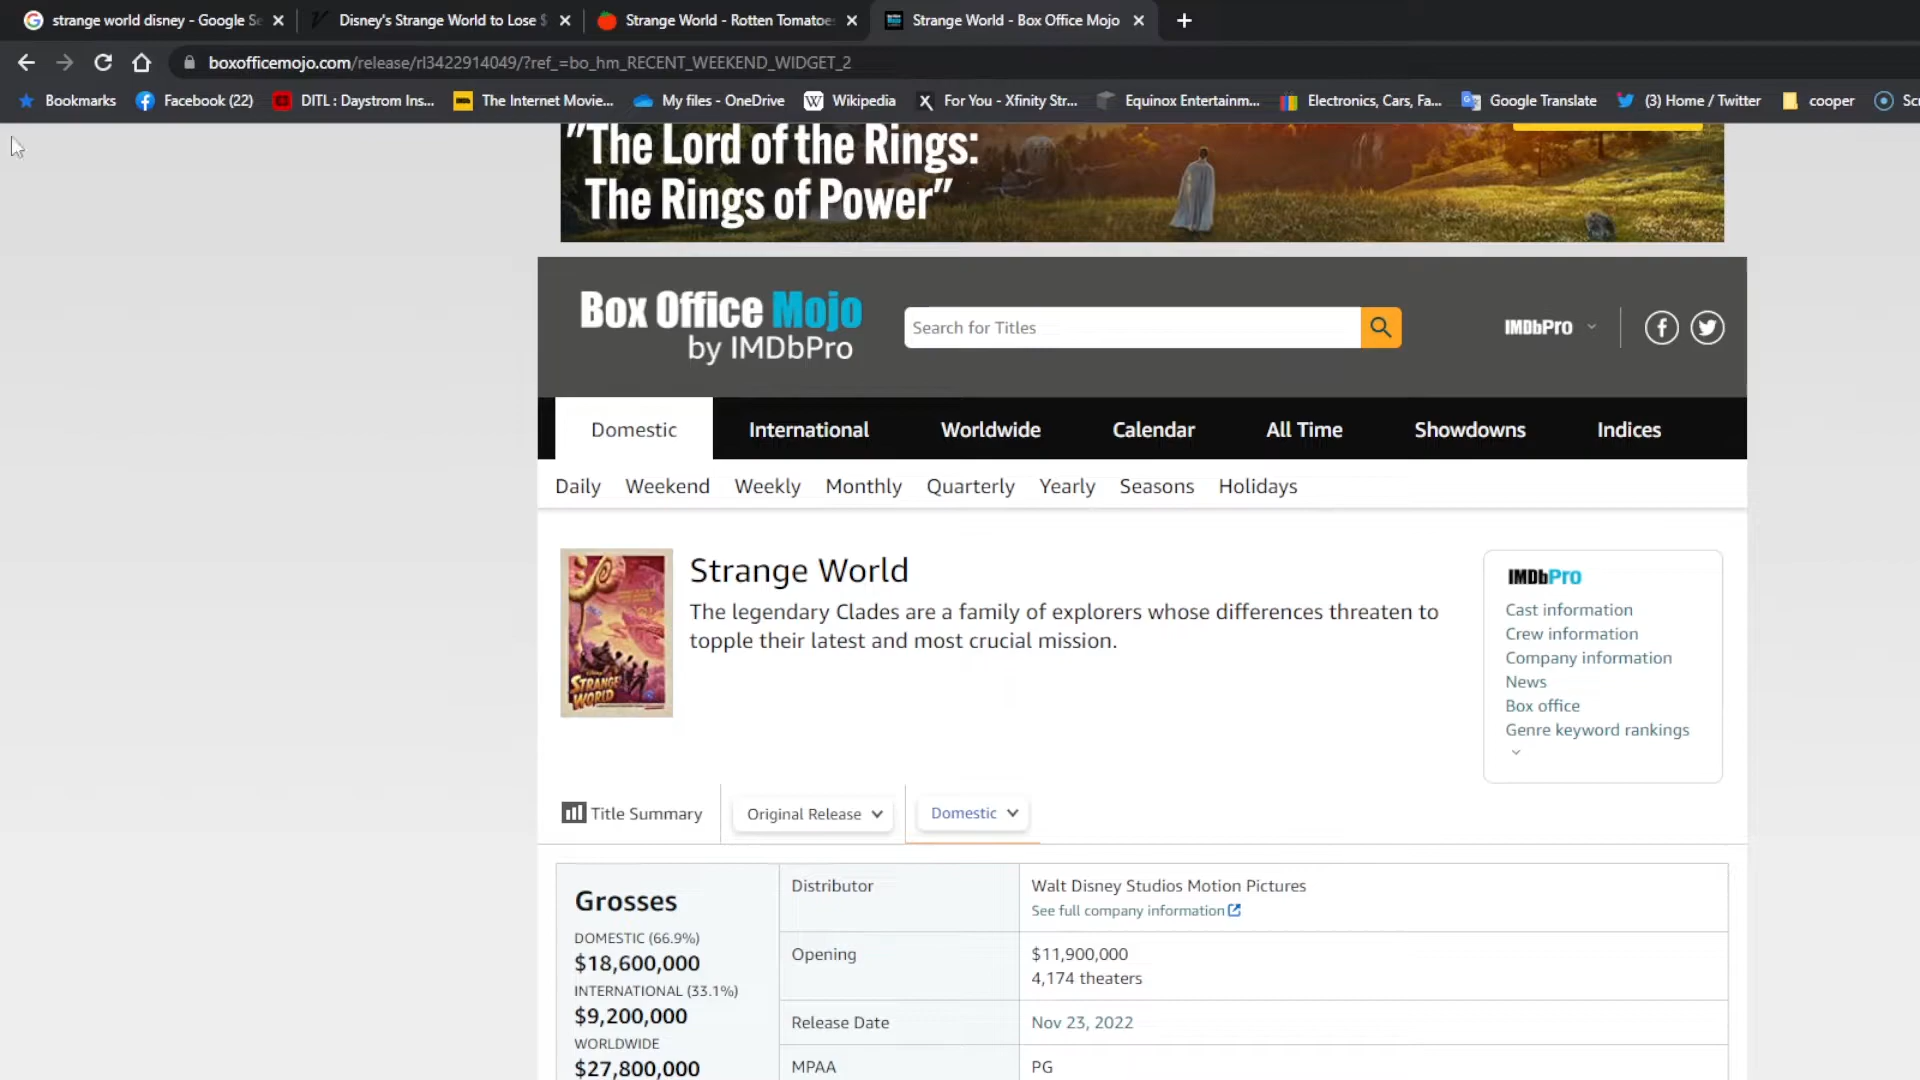 strange world disney - Google Se
Disney's Strange World to Lose $
Strange World - Rotten Tomatoe
Strange World - Box Office Mojo
boxofficemojo.com/release/rl3422914049/?ref_=bo_hm_RECENT_WEEKEND_WIDGET_2
Bookmarks
Facebook (22)
DITL : Daystrom Ins...
The Internet Movie...
My files - OneDrive
Wikipedia
For You - Xfinity Str...
Equinox Entertainm...
Electronics, Cars, Fa...
Google Translate
(3) Home / Twitter
cooper
Scr
"The Lord of the Rings:
The Rings of Power"
Box Office Mojo
by IMDbPro
Search for Titles
IMDbPro
Domestic
International
Worldwide
Calendar
All Time
Showdowns
Indices
Daily
Weekend
Weekly
Monthly
Quarterly
Yearly
Seasons
Holidays
STRANGE
WORLD
Strange World
The legendary Clades are a family of explorers whose differences threaten to
topple their latest and most crucial mission.
IMDbPro
Cast information
Crew information
Company information
News
Box office
Genre keyword rankings
Title Summary
Original Release
Domestic
Grosses
DOMESTIC (66.9%)
$18,600,000
INTERNATIONAL (33.1%)
$9,200,000
WORLDWIDE
$27,800,000
Distributor
Walt Disney Studios Motion Pictures
See full company information
Opening
$11,900,000
4,174 theaters
Release Date
Nov 23, 2022
MPAA
PG